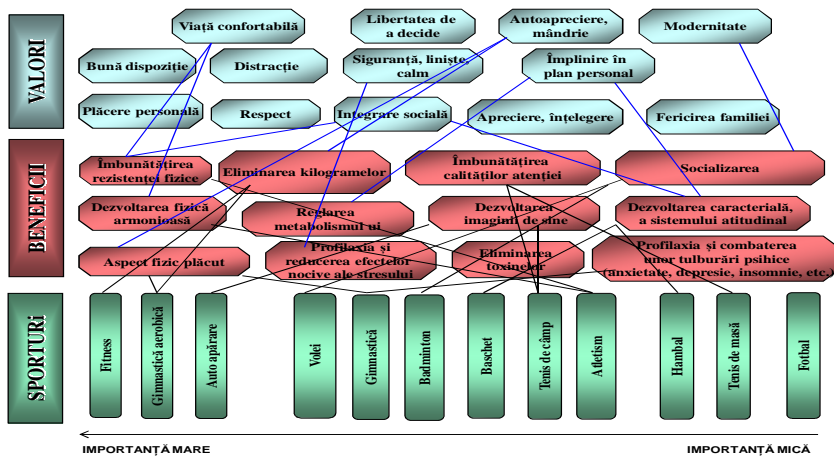 VALORI
Viață confortabilă
Libertatea de
a decide
Autoapreciere,
mândrie
Modernitate
Bună dispoziție
Distracție
Siguranță, liniște,
calm
Împlinire în
plan personal
Plăcere personală
Respect
Integrare socială
Apreciere, înțelegere
Fericirea familiei
BENEFICII
Îmbunătățirea
rezistenței fizice
Eliminarea kilogramelor
Îmbunătățirea
calităților atenției
Socializarea
Dezvoltarea fizică
armonioasă
Reglarea
metabolismul ui
Dezvoltarea
imaginii de sine
Dezvoltarea caracterială,
a sistemului atitudinal
Aspect fizic plăcut
Profilaxia și
reducerea efectelor
nocive ale stresului
Eliminarea
toxinelor
Profilaxia și combaterea
unor tulburări psihice
(anxietate, depresie, insomnie, etc.)
SPORTURi
Fitness
Gimnastică aerobică
Auto apărare
Volei
Gimnastică
Badminton
Baschet
Tenis de câmp
Atletism
Hambal
Tenis de masă
Fotbal
IMPORTANȚĂ MARE
IMPORTANȚĂ MICĂ